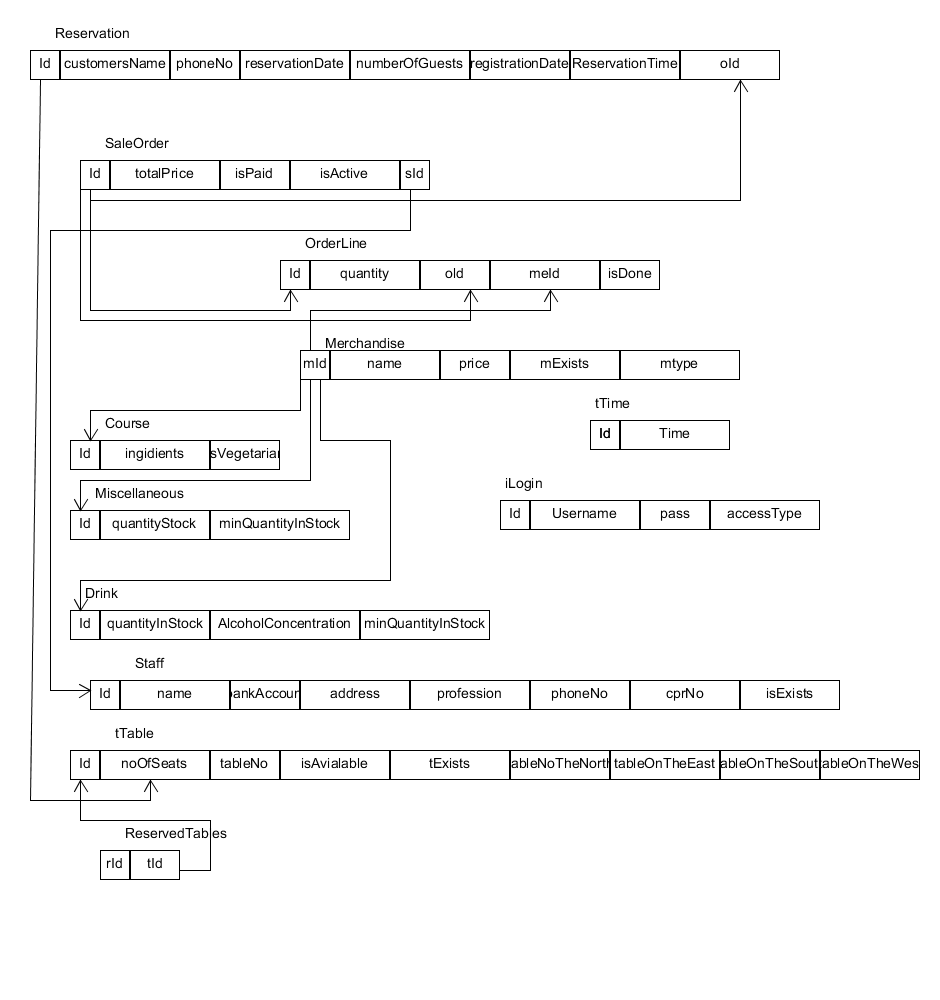 Reservation
Id customersName phoneNo reservationDate numberOfGuests registrationDate ReservationTime oId
SaleOrder
Id totalPrice isPaid isActive sId
OrderLine
Id quantity old meId isDone
Merchandise
mId name price mExists mtype
tTime
Id Time
Course
Id ingidients sVegetarian
iLogin
Id Username pass accessType
Miscellaneous
Id quantityStock minQuantityInStock
Drink
Id quantityInStock AlcoholConcentration minQuantityInStock
Staff
Id name bankAccoun address profession phoneNo cprNo isExists
tTable
Id noOfSeats tableNo isAvialable tExists ableNoTheNorth tableOnTheEast ableOnTheSout ableOnTheWes
ReservedTables
rId tId